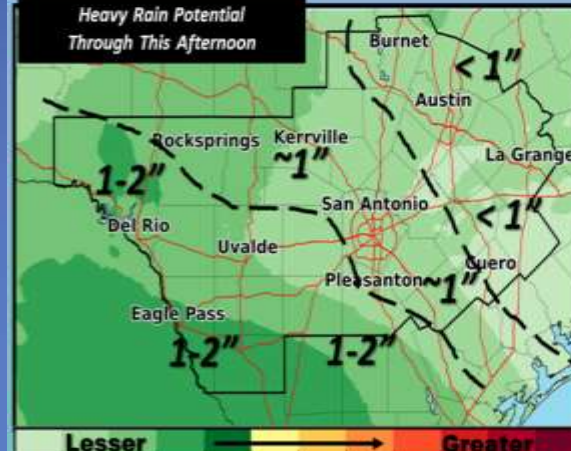 Heavy Rain Potential
Through This Afternoon
Burnet
< 1”
Austin
Rocksprings
Kerrville
~1”
La Grange
1-2”
San Antonio
< 1”
Del Rio
Uvalde
Cuero
Pleasanton
~1”
Eagle Pass
1-2”
1-2”
Lesser
Greater